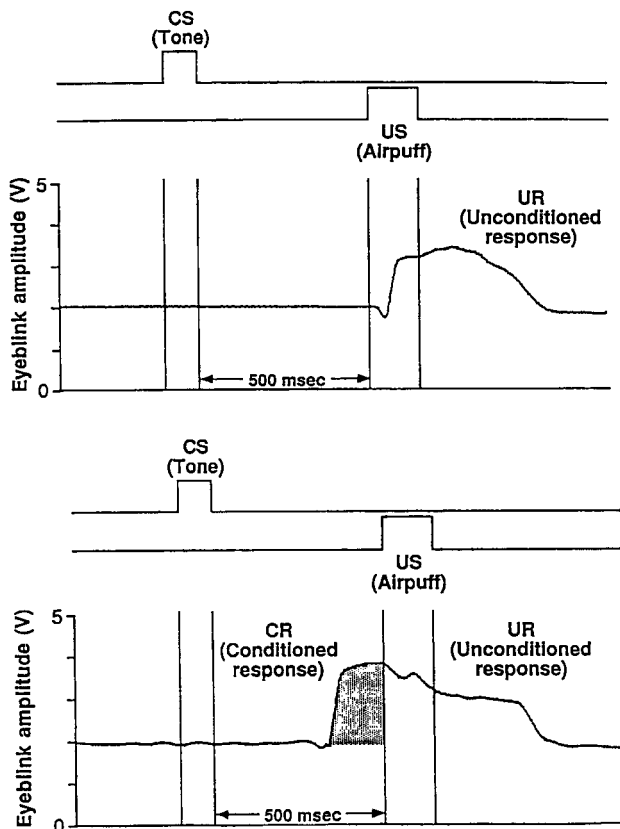 CS
(Tone)
US
(Airpuff)
Eyeblink amplitude (V)
5
0
UR
(Unconditioned
response)
500 msec
CS
(Tone)
US
(Airpuff)
Eyeblink amplitude (V)
5
0
CR
(Conditioned
response)
UR
(Unconditioned
response)
500 msec